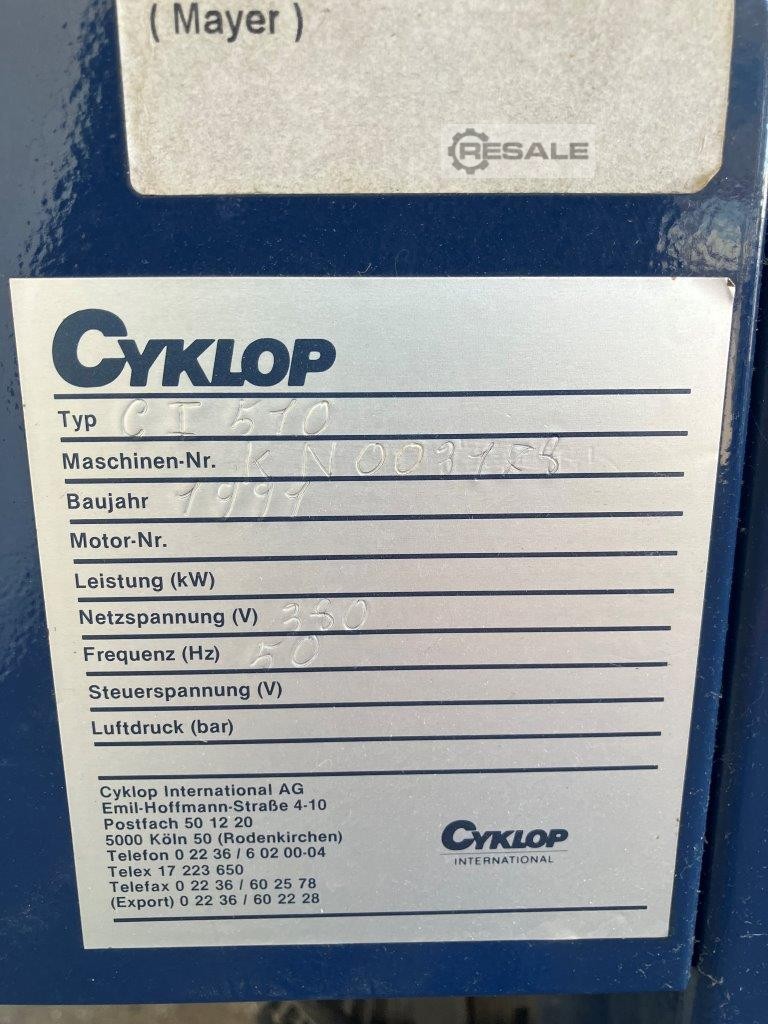 ( Mayer )
RESALE
CYKLOP
Typ CI 510
Maschinen-Nr.
Baujahr 1991
Motor-Nr.
Leistung (kW)
Netzspannung (V) 380
Frequenz (Hz) 50
Steuerspannung (V)
Luftdruck (bar)
Cyklop International AG
Emil-Hoffmann-Straße 4-10
Postfach 50 12 20
5000 Köln 50 (Rodenkirchen)
Telefon 0 22 36 / 6 02 00-04
Telex 17 223 650
Telefax 0 22 36 / 60 25 78
(Export) 0 22 36 / 60 22 28
CYKLOP
INTERNATIONAL